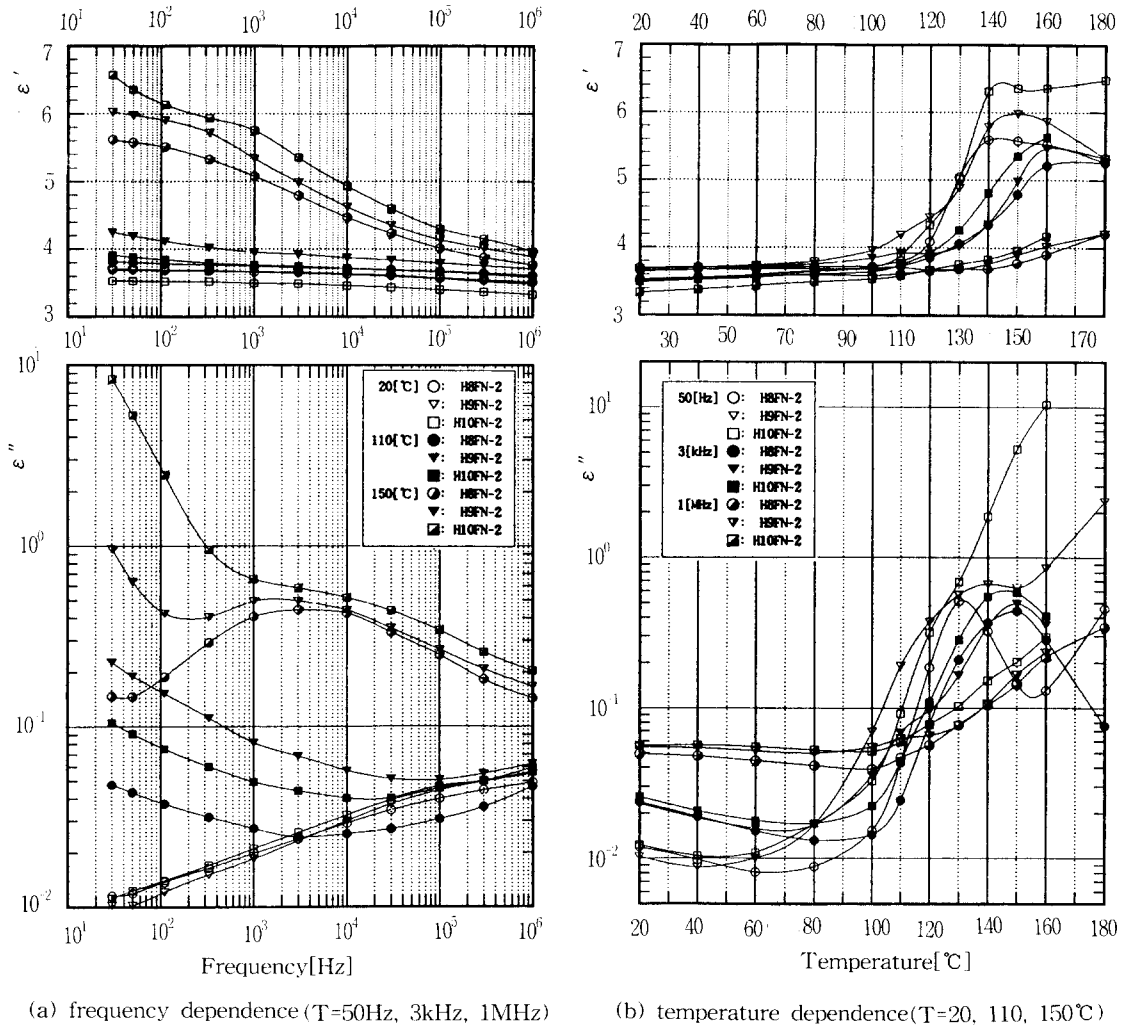 10¹ 10² 10³ 10⁴ 10⁵ 10⁶
7
6
5
4
3
ε′
10¹ 10² 10³ 10⁴ 10⁵ 10⁶
10¹
10⁰
10⁻¹
10⁻²
ε″
20[℃] ○: H8FN-2
▽: H9FN-2
□: H10FN-2
110[℃] ●: H8FN-2
▼: H9FN-2
■: H10FN-2
150[℃] ◑: H8FN-2
▼: H9FN-2
◪: H10FN-2
10¹ 10² 10³ 10⁴ 10⁵ 10⁶
Frequency[Hz]
(a) frequency dependence(T=50Hz, 3kHz, 1MHz)
20 40 60 80 100 120 140 160 180
7
6
5
4
3
ε′
30 50 70 90 110 130 150 170
10¹
10⁰
10⁻¹
10⁻²
ε″
50[Hz] ○: H8FN-2
▽: H9FN-2
□: H10FN-2
3[kHz] ●: H8FN-2
▼: H9FN-2
■: H10FN-2
1[MHz] ◑: H8FN-2
▽: H9FN-2
◪: H10FN-2
20 40 60 80 100 120 140 160 180
Temperature[℃]
(b) temperature dependence(T=20, 110, 150℃)